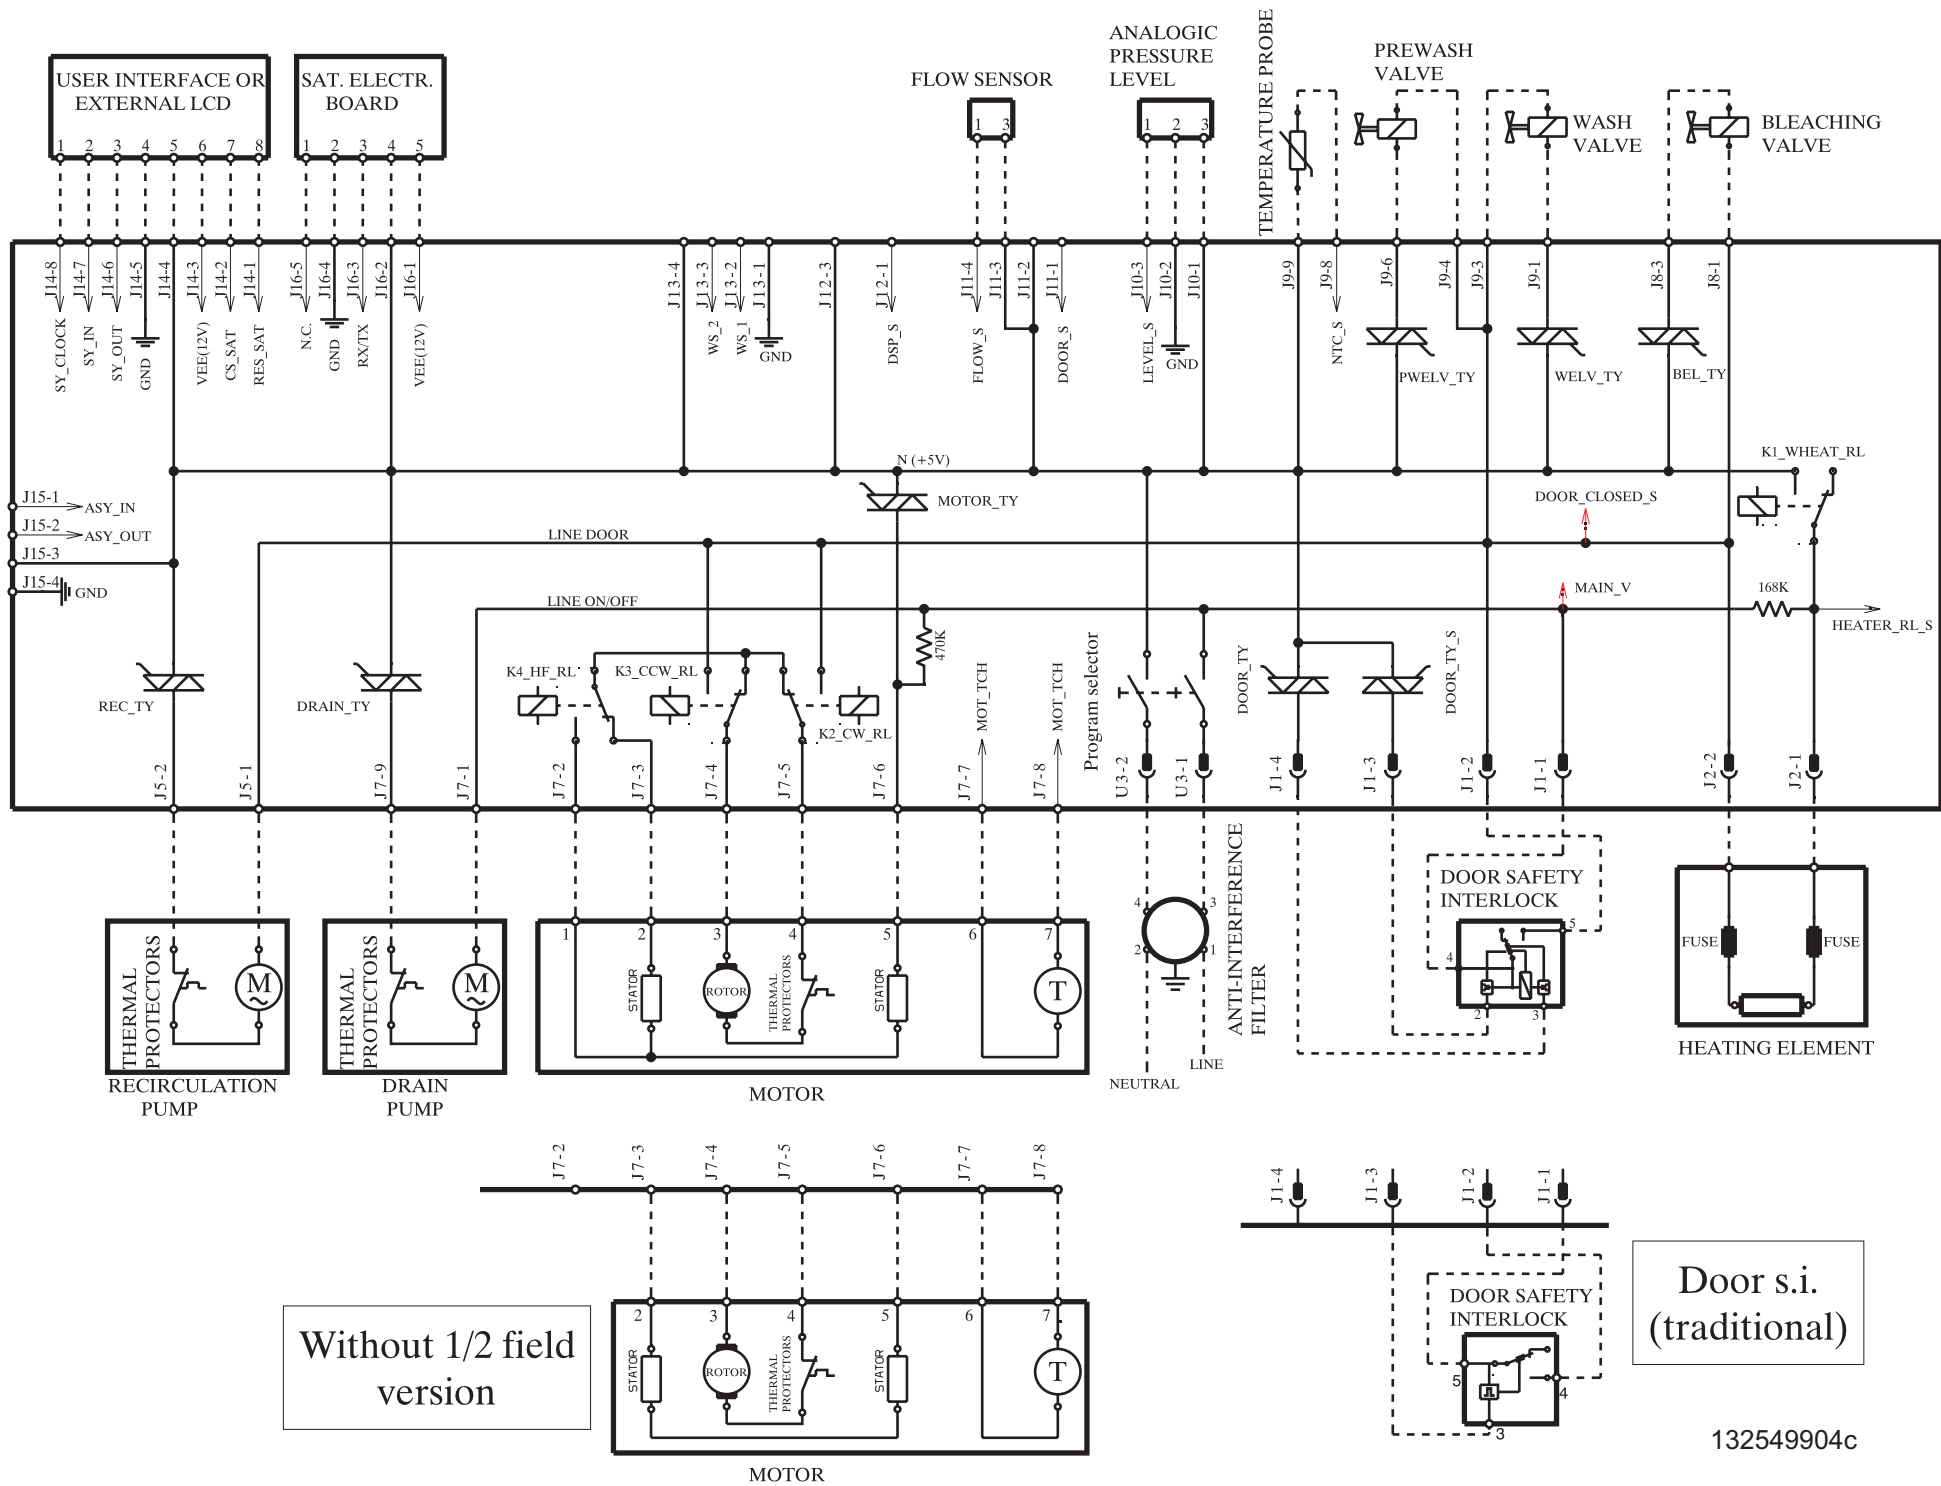 USER INTERFACE OR
EXTERNAL LCD
1 2 3 4 5 6 7 8
SAT. ELECTR.
BOARD
1 2 3 4 5
FLOW SENSOR
1 3
ANALOGIC
PRESSURE
LEVEL
1 2 3
TEMPERATURE PROBE
PREWASH
VALVE
WASH
VALVE
BLEACHING
VALVE
J14-8
J14-7
J14-6
J14-5
J14-4
J14-3
J14-2
J14-1
J16-5
J16-4
J16-3
J16-2
J16-1
J13-4
J13-3
J13-2
J13-1
J12-3
J12-1
J11-4
J11-3
J11-2
J11-1
J10-3
J10-2
J10-1
J9-9
J9-8
J9-6
J9-4
J9-3
J9-1
J8-3
J8-1
SY_CLOCK
SY_IN
SY_OUT
GND
VEE(12V)
CS_SAT
RES_SAT
N.C.
GND
RX/TX
VEE(12V)
WS_2
WS_1
GND
DSP_S
FLOW_S
DOOR_S
LEVEL_S
GND
NTC_S
PWELV_TY
WELV_TY
BEL_TY
N (+5V)
K1_WHEAT_RL
J15-1
ASY_IN
J15-2
ASY_OUT
J15-3
J15-4
GND
MOTOR_TY
DOOR_CLOSED_S
LINE DOOR
LINE ON/OFF
MAIN_V
168K
HEATER_RL_S
470K
REC_TY
DRAIN_TY
K4_HF_RL
K3_CCW_RL
K2_CW_RL
MOT_TCH
MOT_TCH
Program selector
DOOR_TY
DOOR_TY_S
J5-2
J5-1
J7-9
J7-1
J7-2
J7-3
J7-4
J7-5
J7-6
J7-7
J7-8
U3-2
U3-1
J1-4
J1-3
J1-2
J1-1
J2-2
J2-1
THERMAL
PROTECTORS
M
RECIRCULATION
PUMP
THERMAL
PROTECTORS
M
DRAIN
PUMP
1 2 3 4 5 6 7
STATOR
ROTOR
THERMAL
PROTECTORS
STATOR
T
MOTOR
4 3
2 1
NEUTRAL
LINE
ANTI-INTERFERENCE
FILTER
DOOR SAFETY
INTERLOCK
5
4
2 3
FUSE
FUSE
HEATING ELEMENT
J7-2
J7-3
J7-4
J7-5
J7-6
J7-7
J7-8
2 3 4 5 6 7
STATOR
ROTOR
THERMAL
PROTECTORS
STATOR
T
MOTOR
Without 1/2 field
version
J1-4
J1-3
J1-2
J1-1
DOOR SAFETY
INTERLOCK
5
4
3
Door s.i.
(traditional)
132549904c